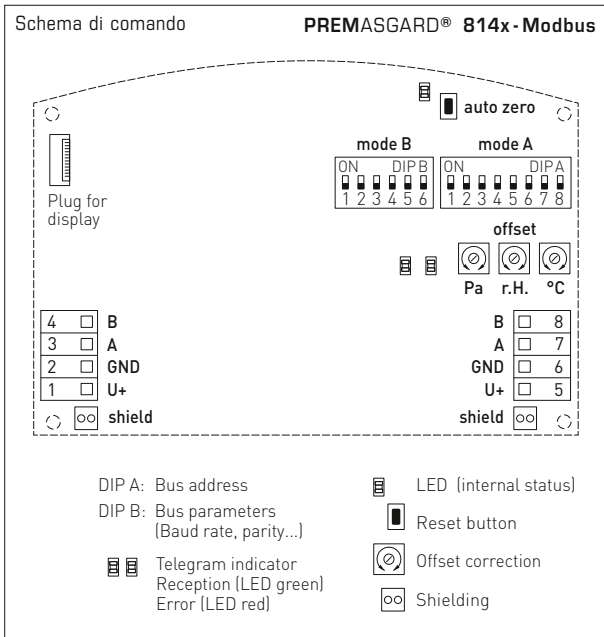 Schema di comando
PREMASGARD® 814x - Modbus
auto zero
mode B
mode A
ON DIP B
ON DIP A
1 2 3 4 5 6
1 2 3 4 5 6 7 8
Plug for
display
offset
Pa r.H. °C
4 B
3 A
2 GND
1 U+
shield
B 8
A 7
GND 6
U+ 5
shield
DIP A: Bus address
DIP B: Bus parameters
(Baud rate, parity...)
Telegram indicator
Reception (LED green)
Error (LED red)
LED (internal status)
Reset button
Offset correction
Shielding